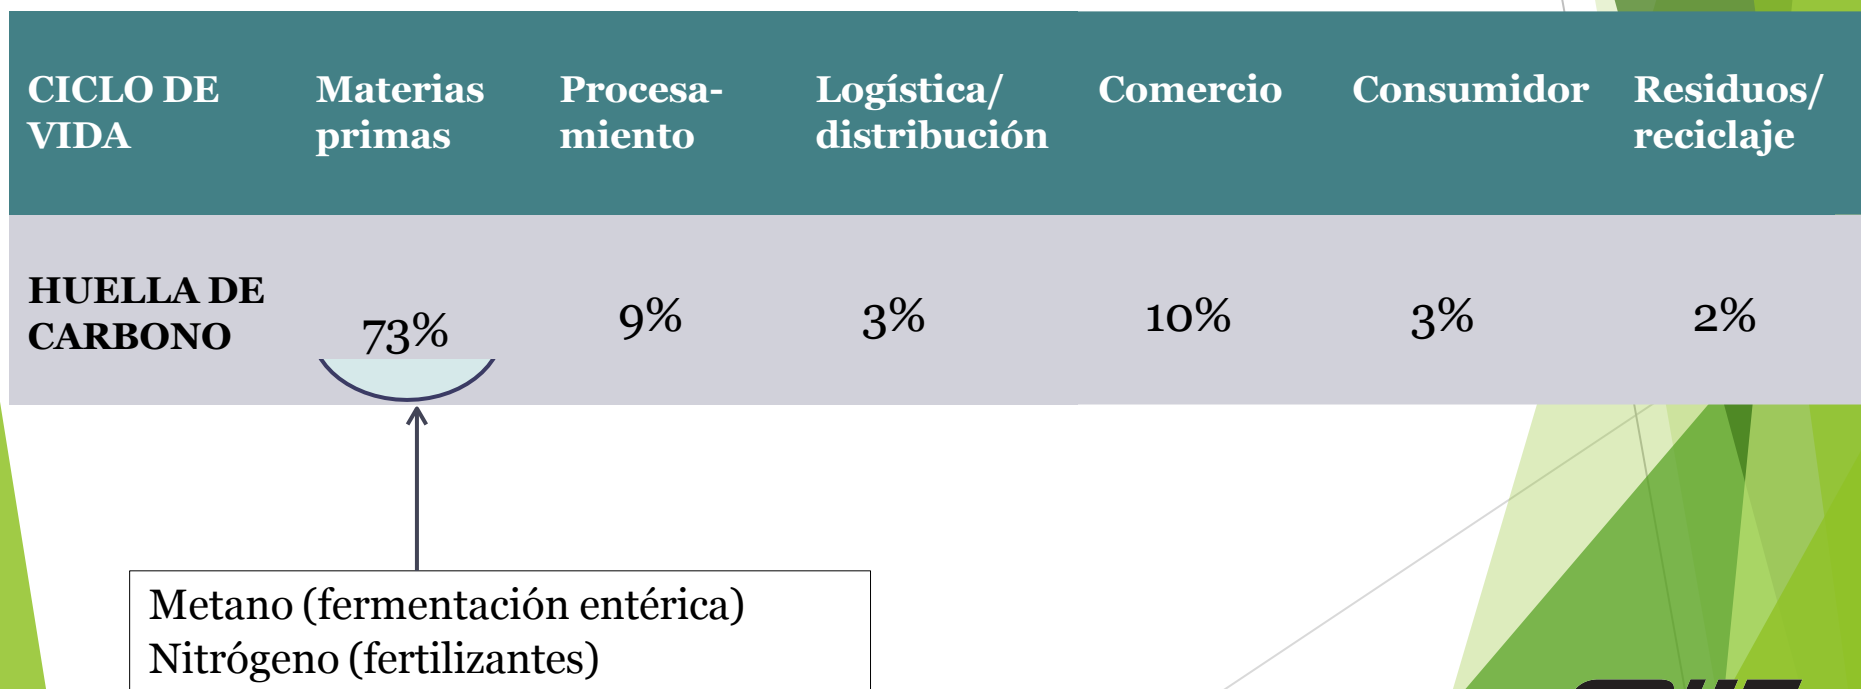 CICLO DE
VIDA
Materias
primas
Procesa-
miento
Logística/
distribución
Comercio
Consumidor
Residuos/
reciclaje
HUELLA DE
CARBONO
73%
9%
3%
10%
3%
2%
Metano (fermentación entérica)
Nitrógeno (fertilizantes)